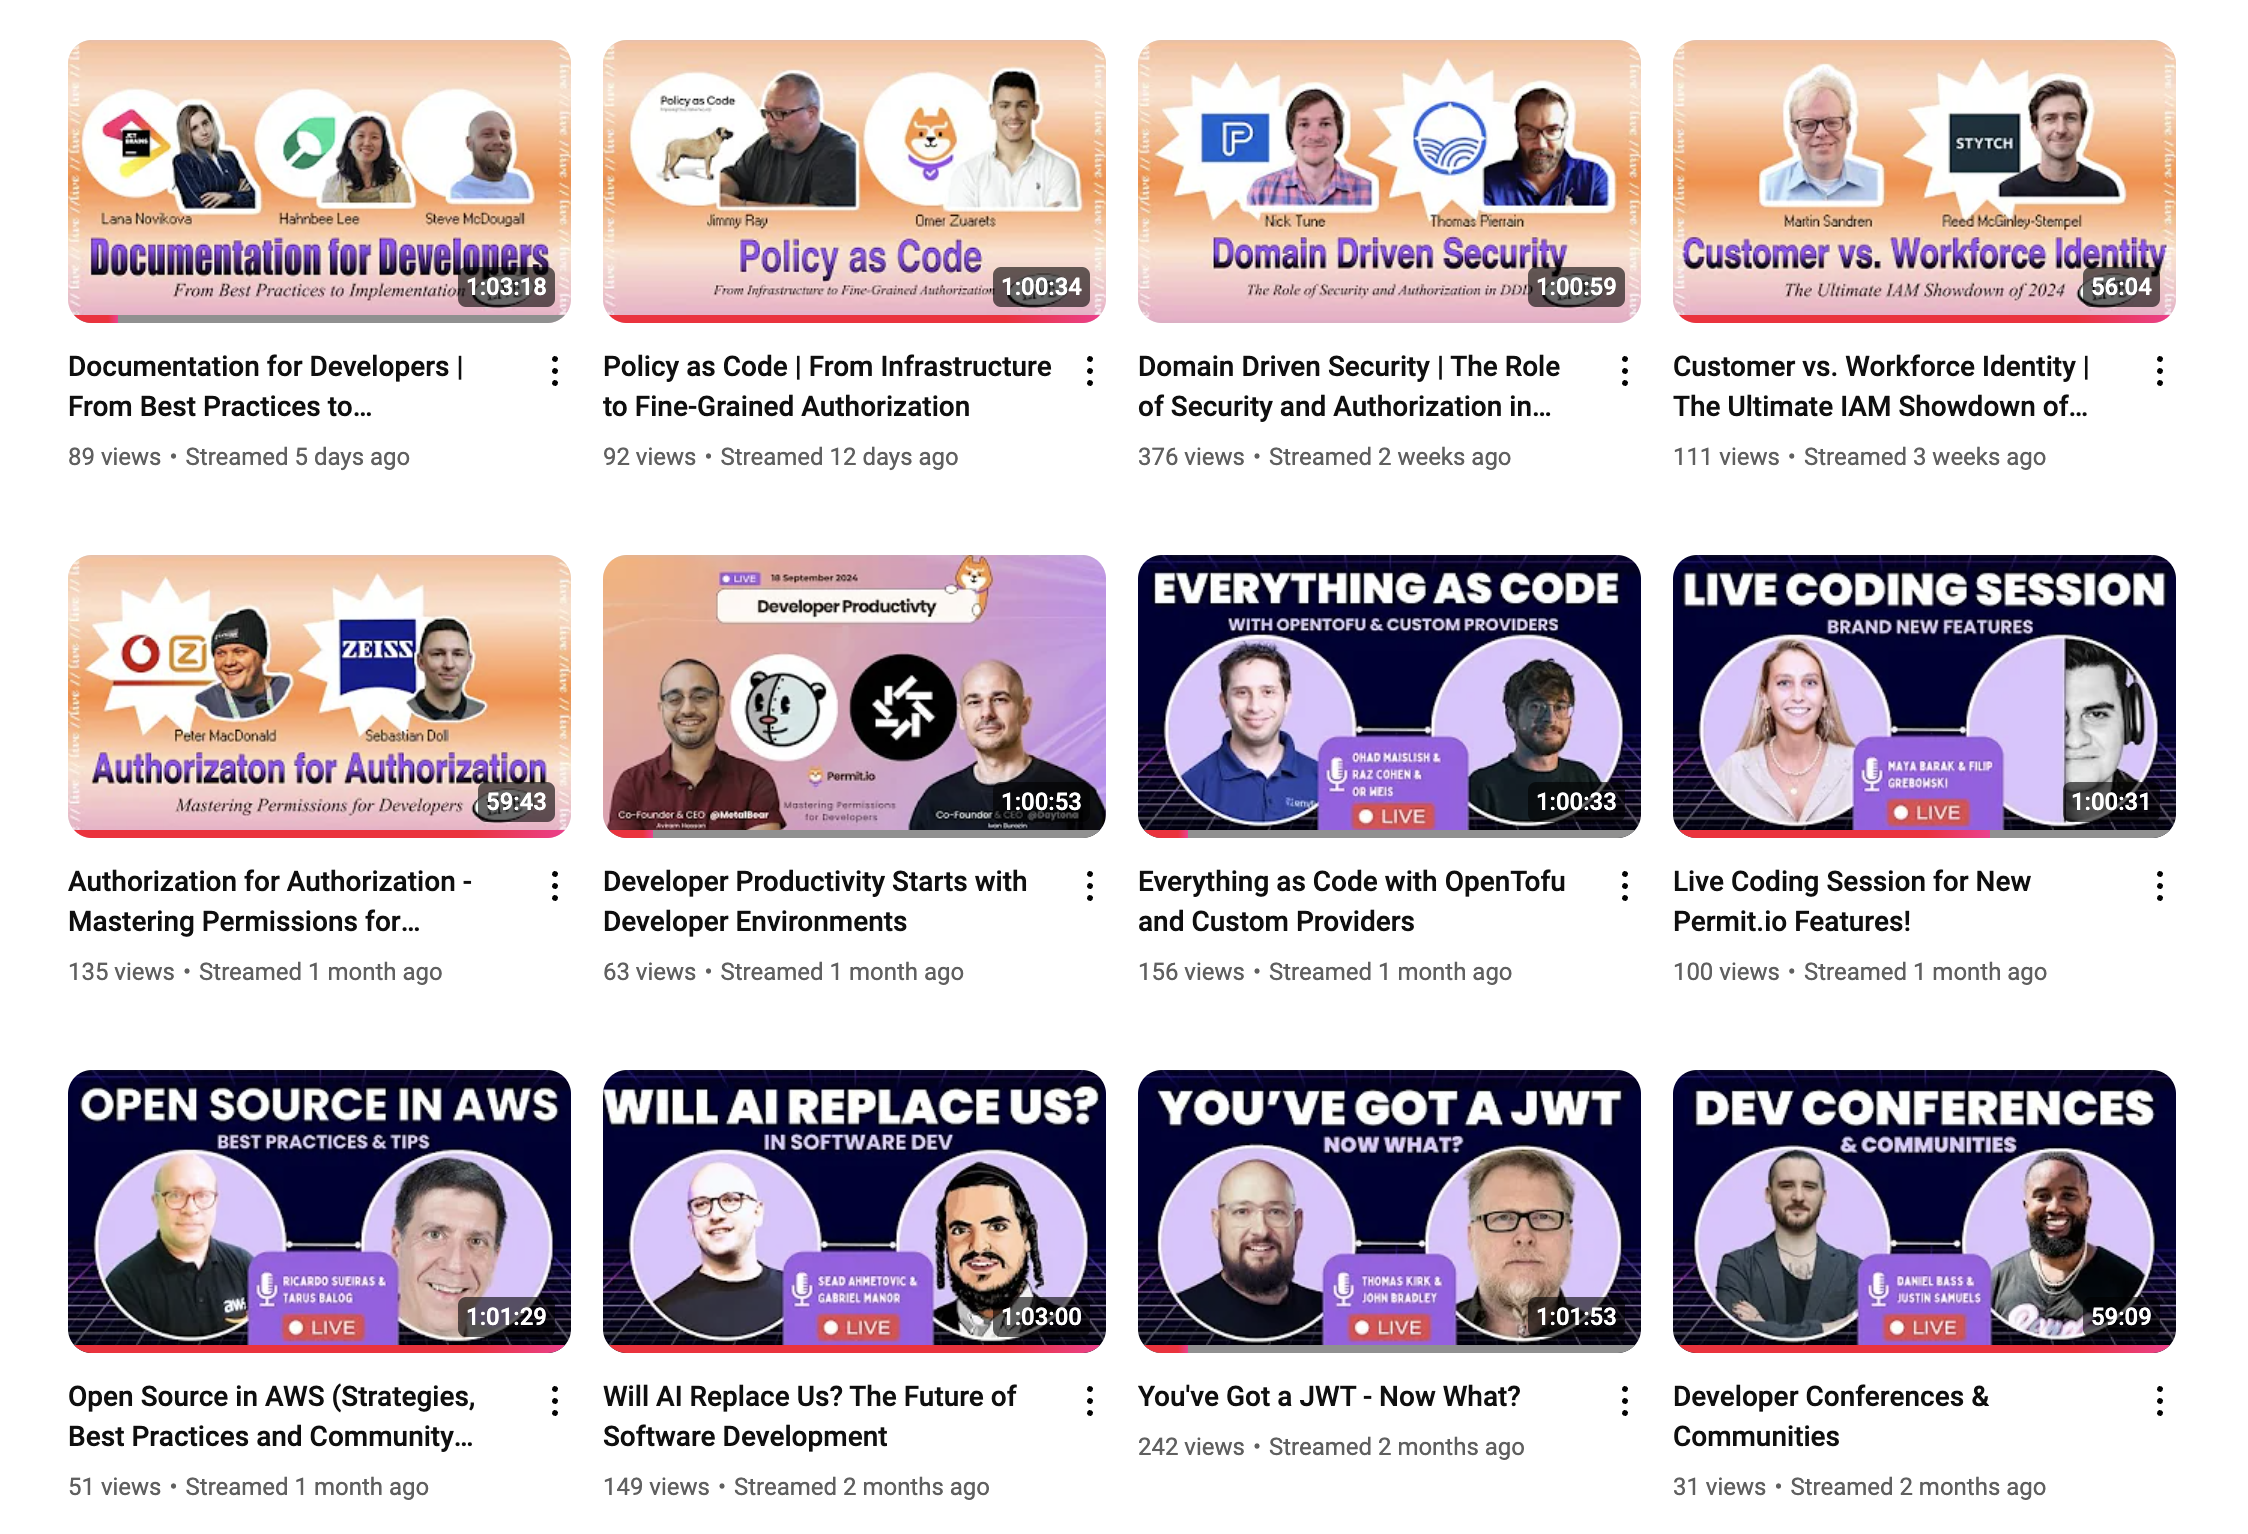 JET
BRAINS
Lana Novikova
Hahnbee Lee
Steve McDougall
Documentation for Developers
From Best Practices to Implementation
1:03:18
Documentation for Developers |
From Best Practices to...
89 views • Streamed 5 days ago
Policy as Code
Jimmy Ray
Omer Zuarets
Policy as Code
From Infrastructure to Fine-Grained Authorization
1:00:34
Policy as Code | From Infrastructure
to Fine-Grained Authorization
92 views • Streamed 12 days ago
Nick Tune
Thomas Pierrain
Domain Driven Security
The Role of Security and Authorization in DDD
1:00:59
Domain Driven Security | The Role
of Security and Authorization in...
376 views • Streamed 2 weeks ago
STYTCH
Martin Sandren
Reed McGinley-Stempel
Customer vs. Workforce Identity
The Ultimate IAM Showdown of 2024
56:04
Customer vs. Workforce Identity |
The Ultimate IAM Showdown of...
111 views • Streamed 3 weeks ago
ZEISS
Peter MacDonald
Sebastian Doll
Authorizaton for Authorization
Mastering Permissions for Developers
59:43
Authorization for Authorization -
Mastering Permissions for...
135 views • Streamed 1 month ago
LIVE 18 September 2024
Developer Productivty
Permit.io
Mastering Permissions
for Developers
Co-Founder & CEO @MetalBear
Co-Founder & CEO @Daytona
Ivan Burazin
1:00:53
Developer Productivity Starts with
Developer Environments
63 views • Streamed 1 month ago
EVERYTHING AS CODE
WITH OPENTOFU & CUSTOM PROVIDERS
OHAD MAISLISH &
RAZ COHEN &
OR WEIS
LIVE
1:00:33
Everything as Code with OpenTofu
and Custom Providers
156 views • Streamed 1 month ago
LIVE CODING SESSION
BRAND NEW FEATURES
MAYA BARAK & FILIP
GREBOWSKI
LIVE
1:00:31
Live Coding Session for New
Permit.io Features!
100 views • Streamed 1 month ago
OPEN SOURCE IN AWS
BEST PRACTICES & TIPS
aws
RICARDO SUEIRAS &
TARUS BALOG
LIVE
1:01:29
Open Source in AWS (Strategies,
Best Practices and Community...
51 views • Streamed 1 month ago
WILL AI REPLACE US?
IN SOFTWARE DEV
SEAD AHMETOVIC &
GABRIEL MANOR
LIVE
1:03:00
Will AI Replace Us? The Future of
Software Development
149 views • Streamed 2 months ago
YOU'VE GOT A JWT
NOW WHAT?
THOMAS KIRK &
JOHN BRADLEY
LIVE
1:01:53
You've Got a JWT - Now What?
242 views • Streamed 2 months ago
DEV CONFERENCES
& COMMUNITIES
DANIEL BASS &
JUSTIN SAMUELS
LIVE
59:09
Developer Conferences &
Communities
31 views • Streamed 2 months ago